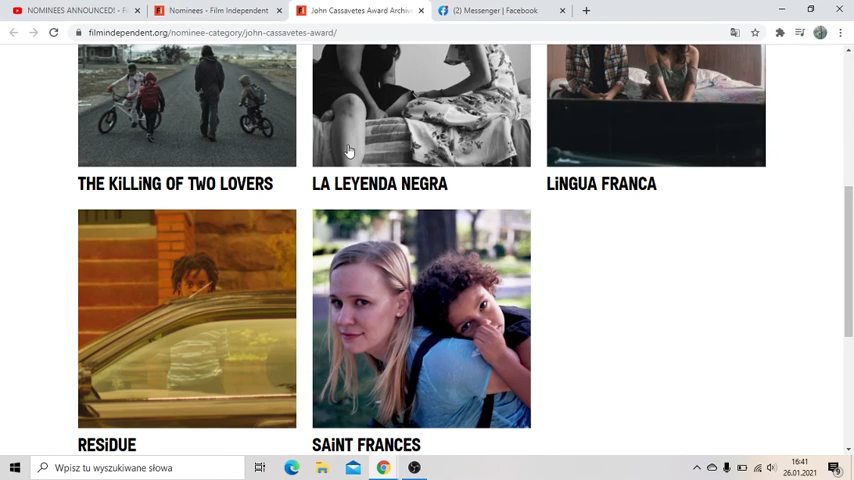 NOMINEES ANNOUNCED!
Nominees - Film Independent
John Cassavetes Award Archive
(2) Messenger | Facebook
filmindependent.org/nominee-category/john-cassavetes-award/
THE KiLLiNG OF TWO LOVERS
LA LEYENDA NEGRA
LiNGUA FRANCA
RESiDUE
SAiNT FRANCES
Wpisz tu wyszukiwane słowa
16:41
26.01.2021
9